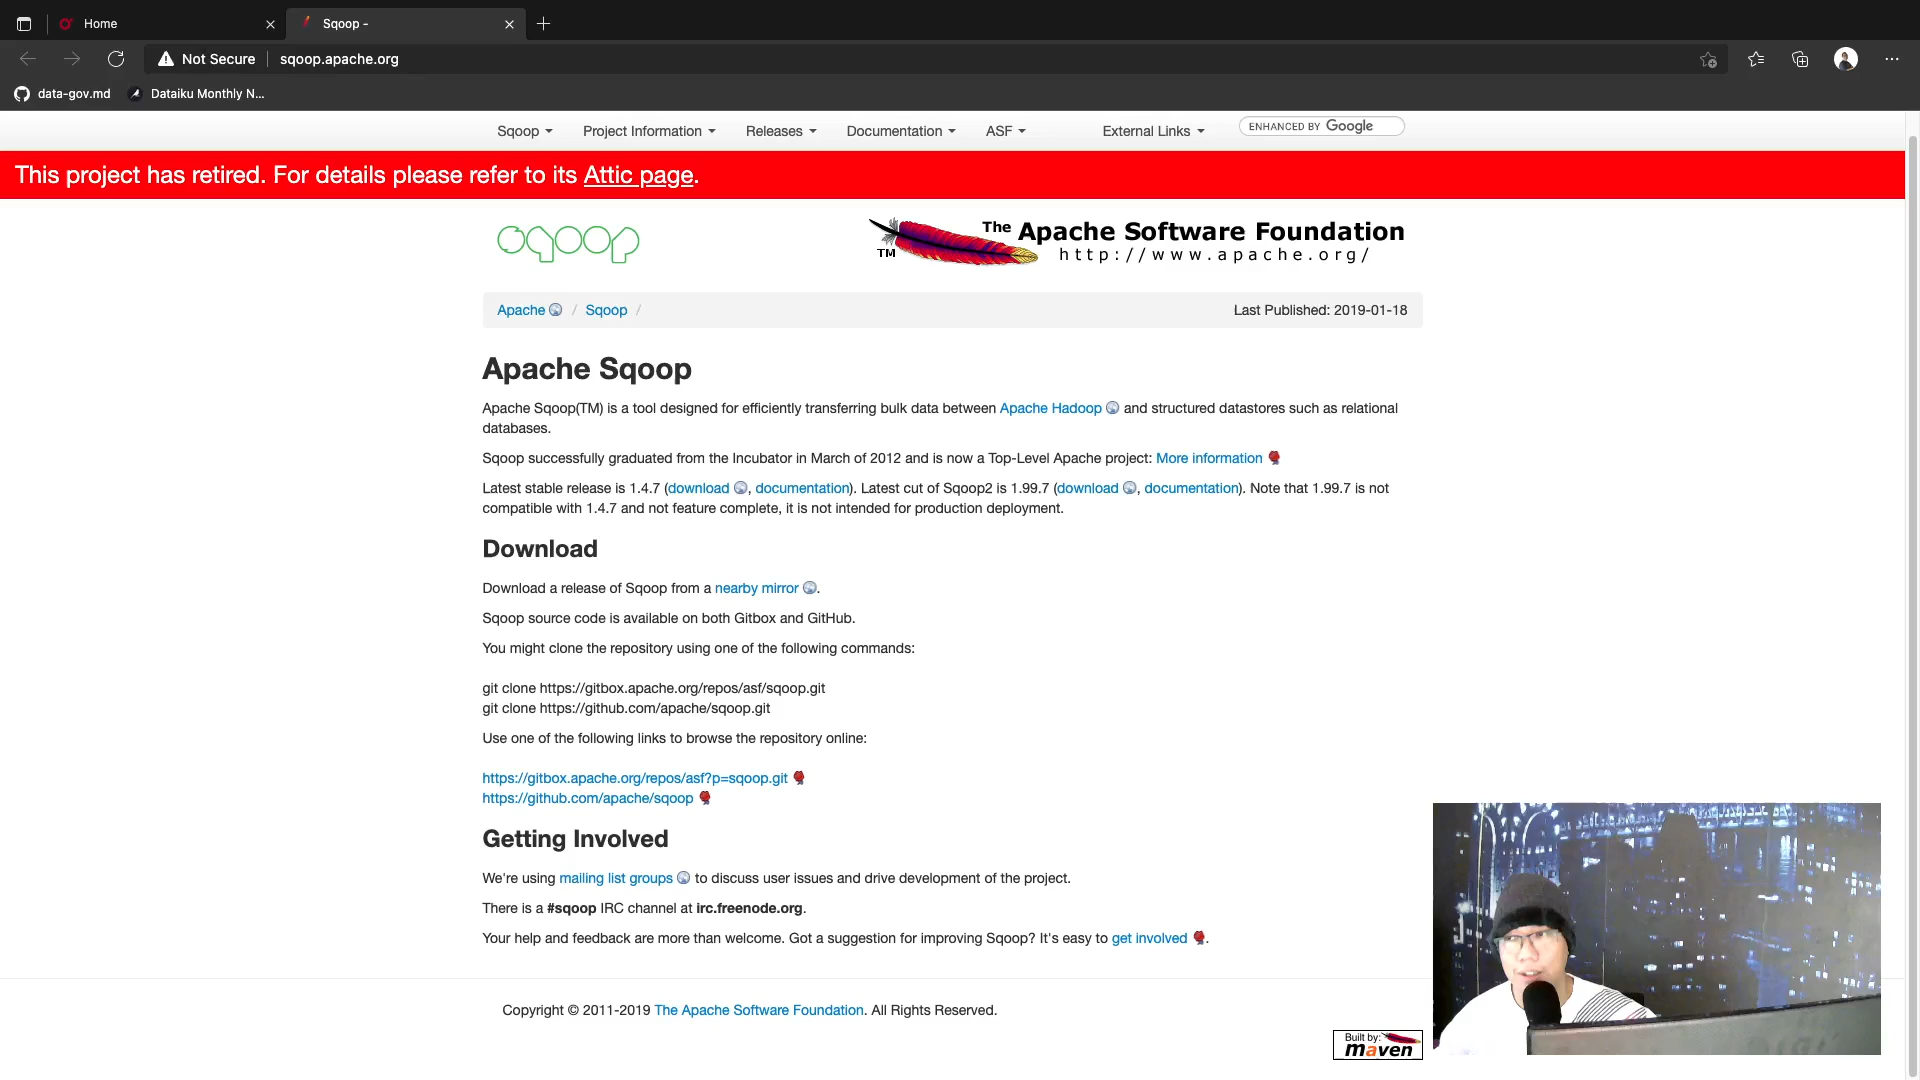 Home
Sqoop -
Not Secure
sqoop.apache.org
data-gov.md
Dataiku Monthly N...
Sqoop
Project Information
Releases
Documentation
ASF
External Links
ENHANCED BY Google
This project has retired. For details please refer to its Attic page.
sqoop
The Apache Software Foundation
TM
http://www.apache.org/
Apache / Sqoop /
Last Published: 2019-01-18
Apache Sqoop
Apache Sqoop(TM) is a tool designed for efficiently transferring bulk data between Apache Hadoop and structured datastores such as relational
databases.
Sqoop successfully graduated from the Incubator in March of 2012 and is now a Top-Level Apache project: More information
Latest stable release is 1.4.7 (download , documentation). Latest cut of Sqoop2 is 1.99.7 (download , documentation). Note that 1.99.7 is not
compatible with 1.4.7 and not feature complete, it is not intended for production deployment.
Download
Download a release of Sqoop from a nearby mirror .
Sqoop source code is available on both Gitbox and GitHub.
You might clone the repository using one of the following commands:
git clone https://gitbox.apache.org/repos/asf/sqoop.git
git clone https://github.com/apache/sqoop.git
Use one of the following links to browse the repository online:
https://gitbox.apache.org/repos/asf?p=sqoop.git
https://github.com/apache/sqoop
Getting Involved
We're using mailing list groups to discuss user issues and drive development of the project.
There is a #sqoop IRC channel at irc.freenode.org.
Your help and feedback are more than welcome. Got a suggestion for improving Sqoop? It's easy to get involved .
Copyright © 2011-2019 The Apache Software Foundation. All Rights Reserved.
Built by:
maven